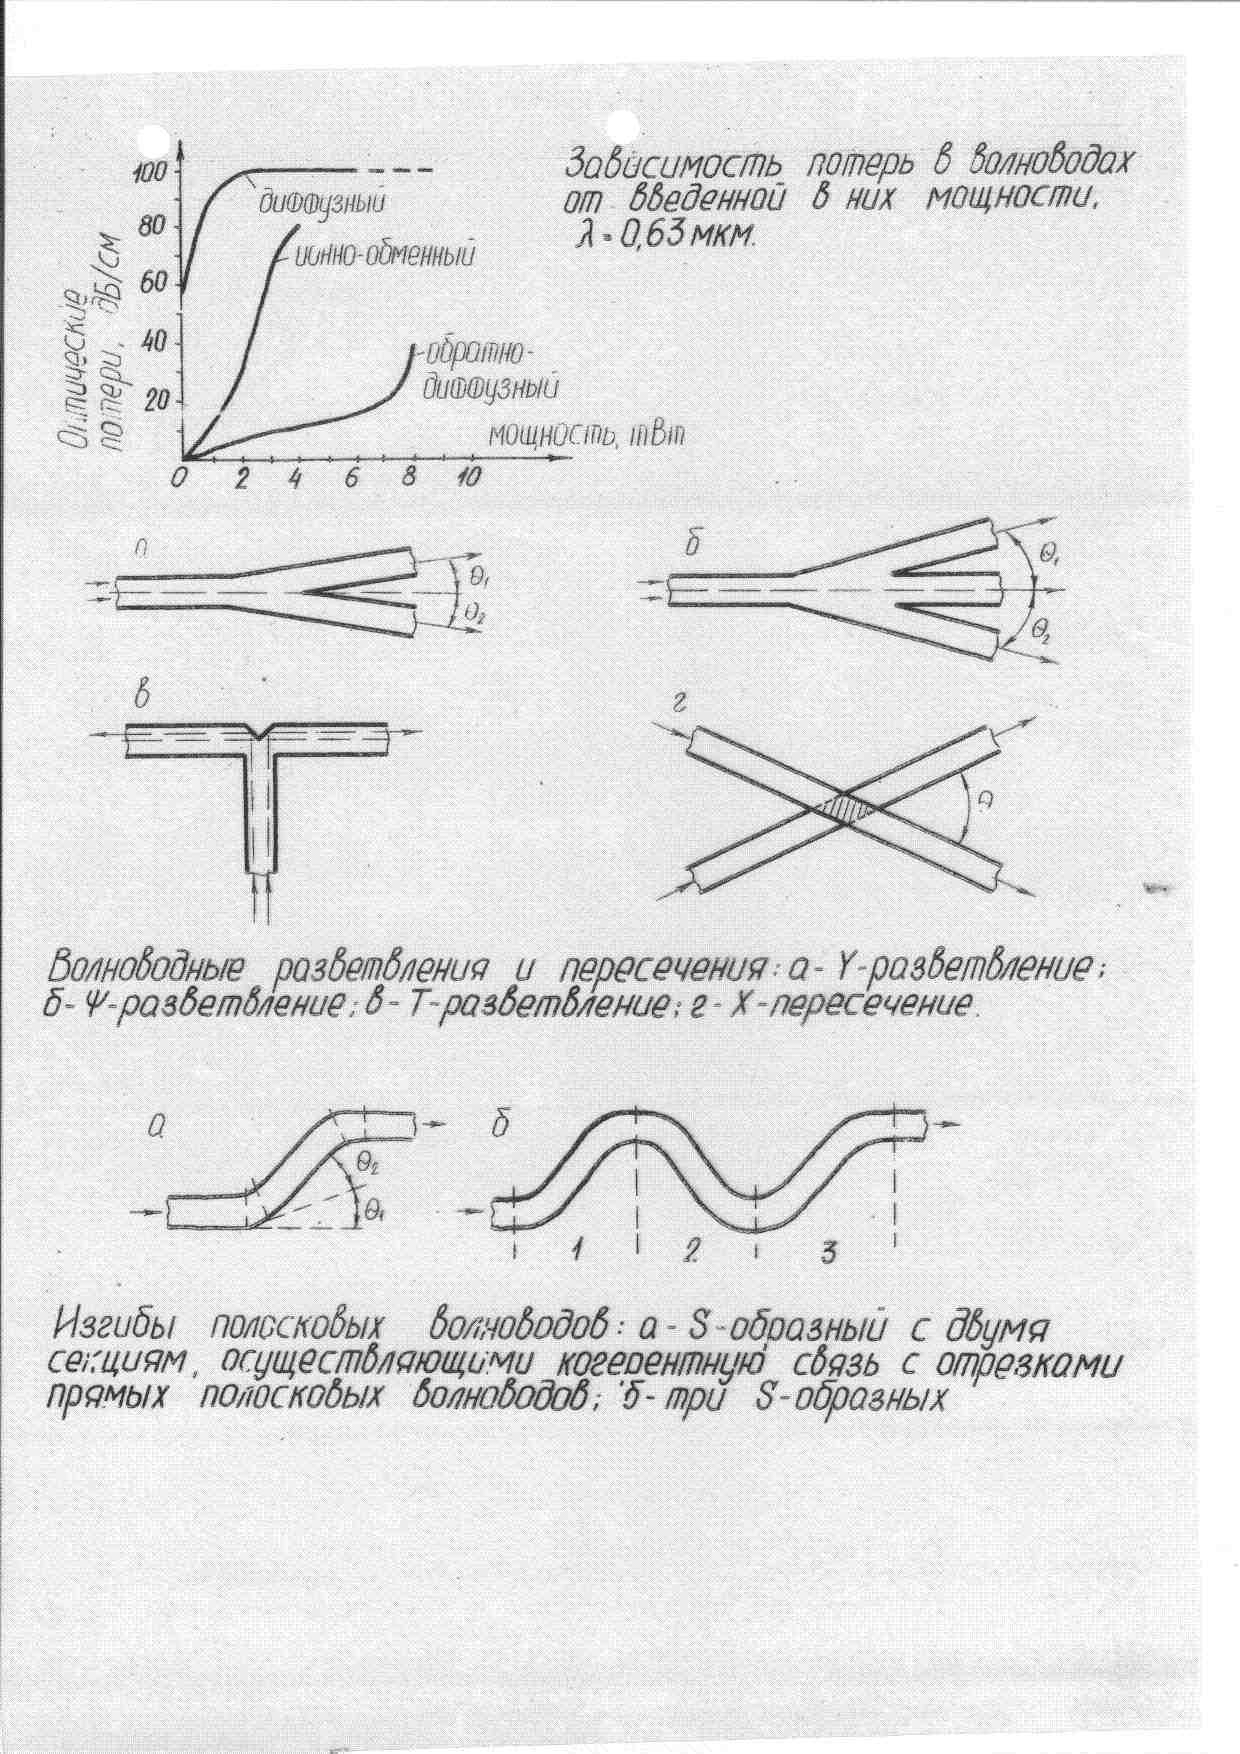 Зависимость потерь в волноводах
от введенной в них мощности,
λ = 0,63 мкм.
Оптические
потери, дБ/см
100
80
60
40
20
диффузный
ионно-обменный
обратно-
диффузный
мощность, mВm
0 2 4 6 8 10
а
θ₁
θ₂
б
θ₁
θ₂
в
г
θ
Волноводные разветвления и пересечения: а - Y-разветвление;
б - Ψ-разветвление; в - Т-разветвление; г - Х-пересечение.
а
θ₂
θ₁
б
1 2 3
Изгибы полосковых волноводов: а - S-образный с двумя
секциям, осуществляющими когерентную связь с отрезками
прямых полосковых волноводов; б - три S-образных